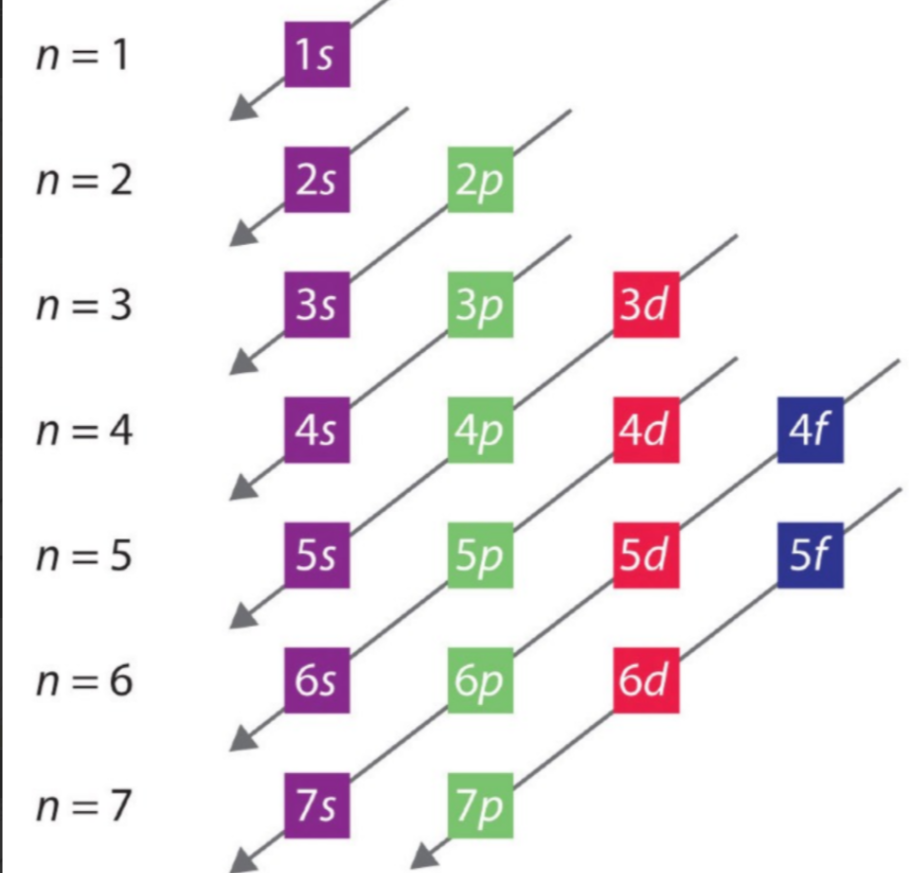 n = 1 1s
n = 2 2s 2p
n = 3 3s 3p 3d
n = 4 4s 4p 4d 4f
n = 5 5s 5p 5d 5f
n = 6 6s 6p 6d
n = 7 7s 7p